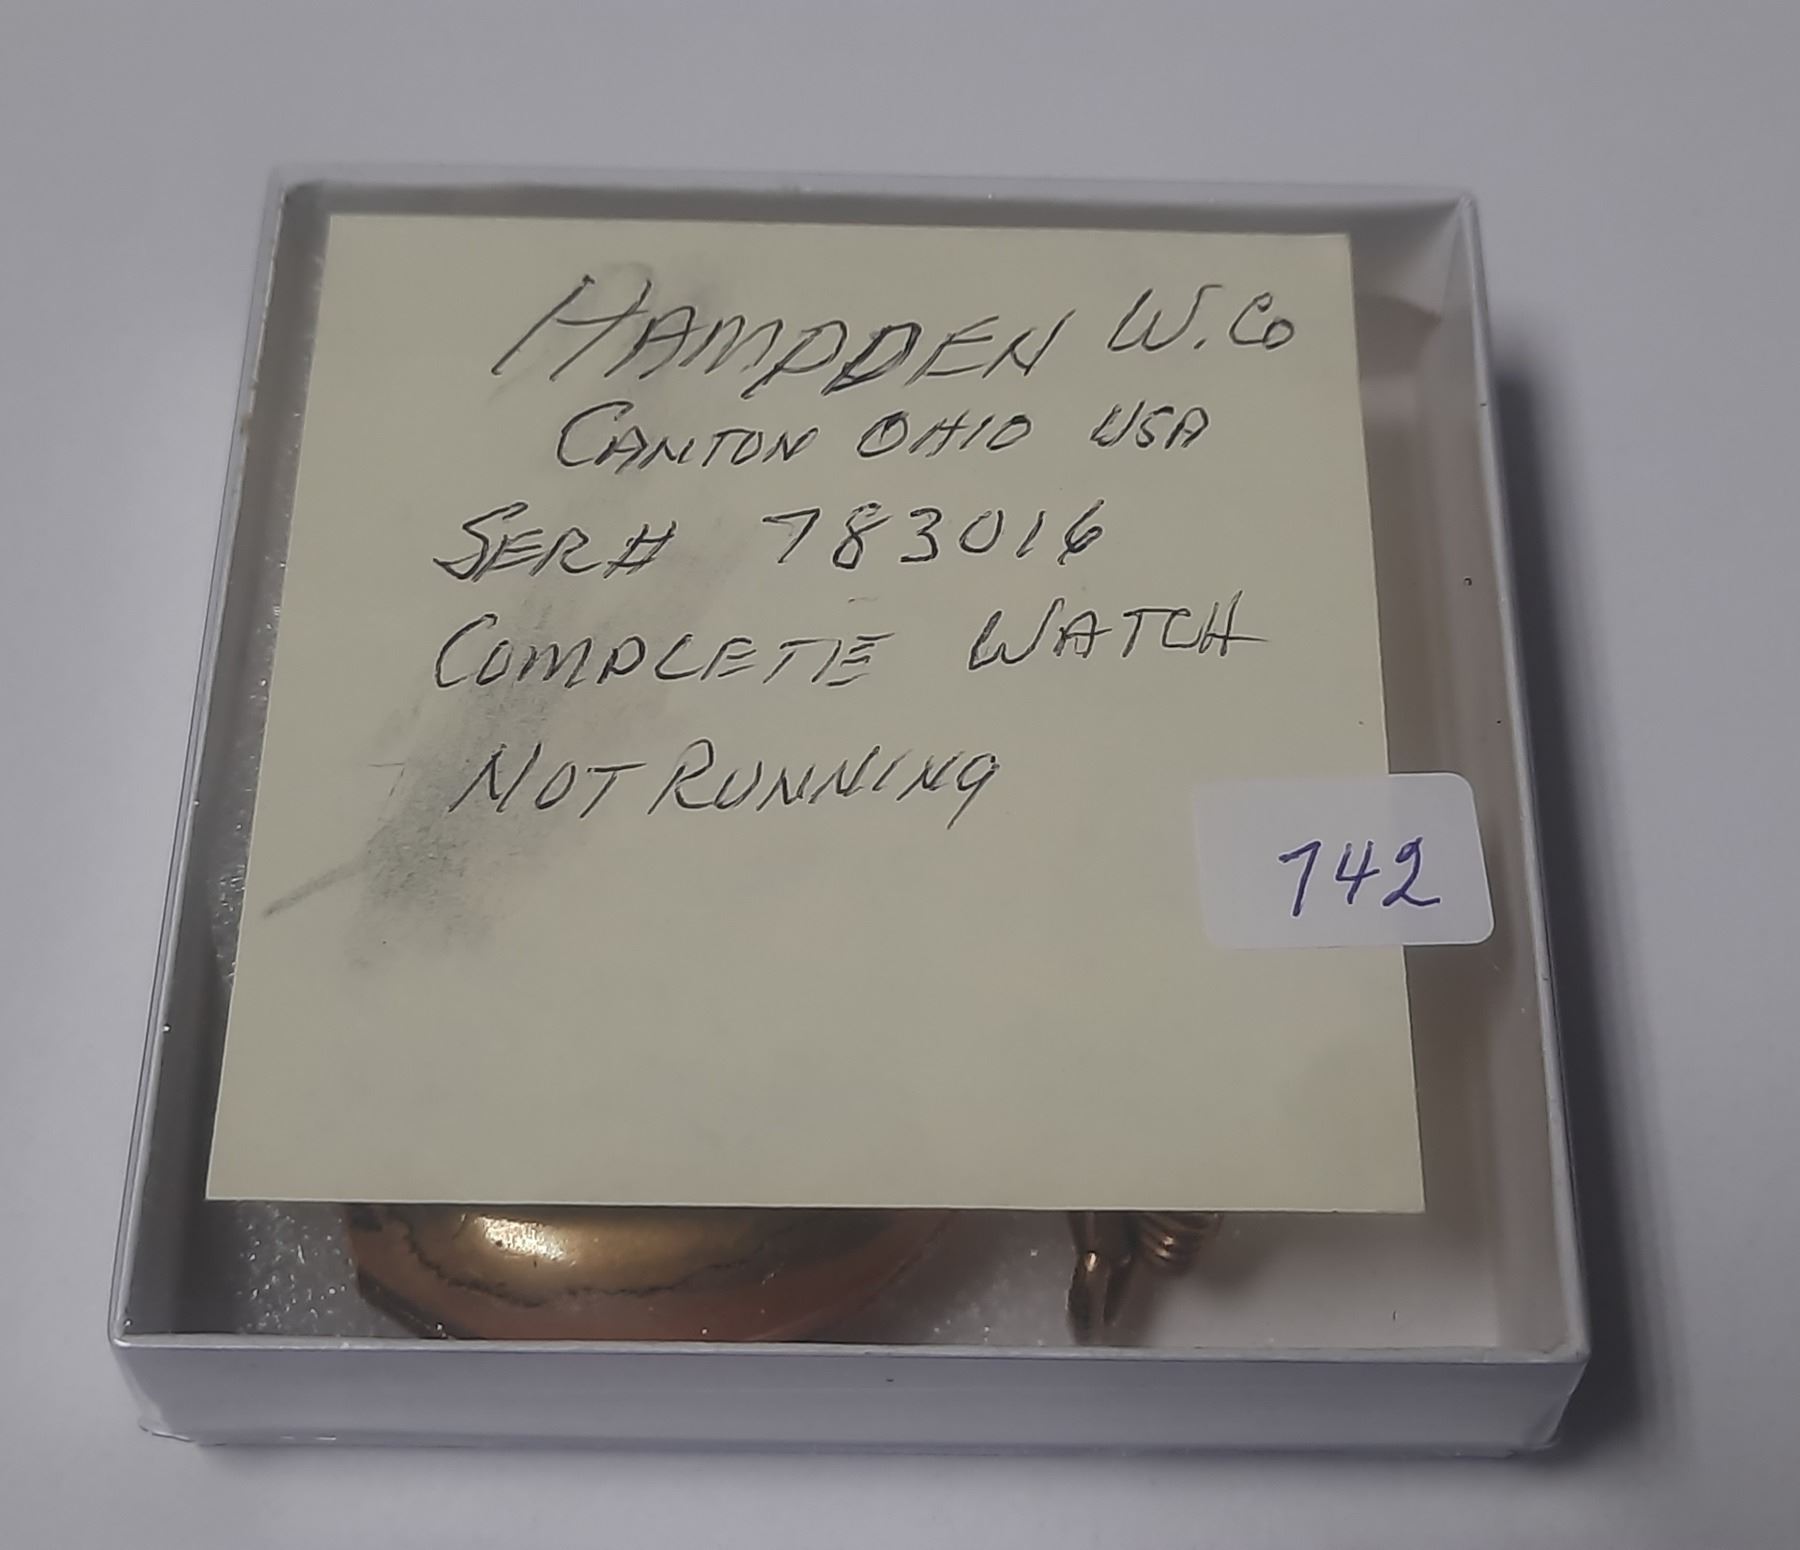 HAMPDEN W. Co
CANTON OHIO USA
SER# 783016
COMPLETE WATCH
NOT RUNNING
742